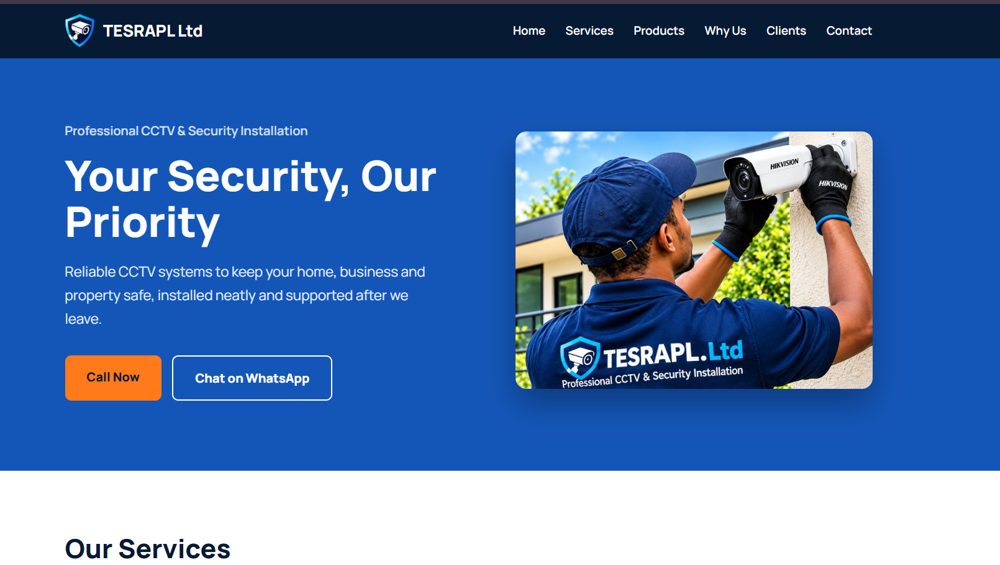 TESRAPL Ltd
Home
Services
Products
Why Us
Clients
Contact
Professional CCTV & Security Installation
Your Security, Our
Priority
Reliable CCTV systems to keep your home, business and
property safe, installed neatly and supported after we
leave.
Call Now
Chat on WhatsApp
HIKVISION
HIKVISION
TESRAPL.Ltd
Professional CCTV & Security Installation
Our Services